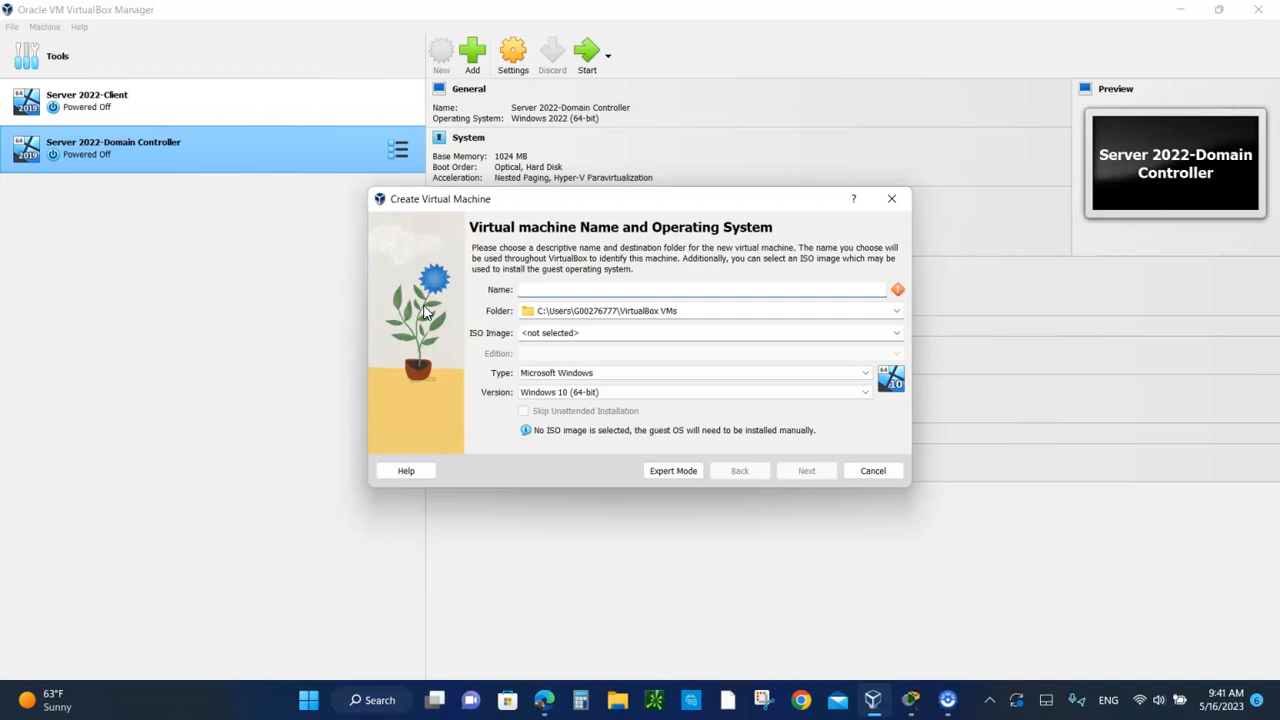 Oracle VM VirtualBox Manager
File Machine Help
Tools
New Add Settings Discard Start
64 2019 Server 2022-Client
Powered Off
64 2019 Server 2022-Domain Controller
Powered Off
General
Name: Server 2022-Domain Controller
Operating System: Windows 2022 (64-bit)
System
Base Memory: 1024 MB
Boot Order: Optical, Hard Disk
Acceleration: Nested Paging, Hyper-V Paravirtualization
Preview
Server 2022-Domain
Controller
Create Virtual Machine ?
Virtual machine Name and Operating System
Please choose a descriptive name and destination folder for the new virtual machine. The name you choose will
be used throughout VirtualBox to identify this machine. Additionally, you can select an ISO image which may be
used to install the guest operating system.
Name:
Folder: C:\Users\G00276777\VirtualBox VMs
ISO Image: <not selected>
Edition:
Type: Microsoft Windows
64 10
Version: Windows 10 (64-bit)
Skip Unattended Installation
No ISO image is selected, the guest OS will need to be installed manually.
Help Expert Mode Back Next Cancel
63°F
Sunny
Search
ENG
9:41 AM
5/16/2023 6